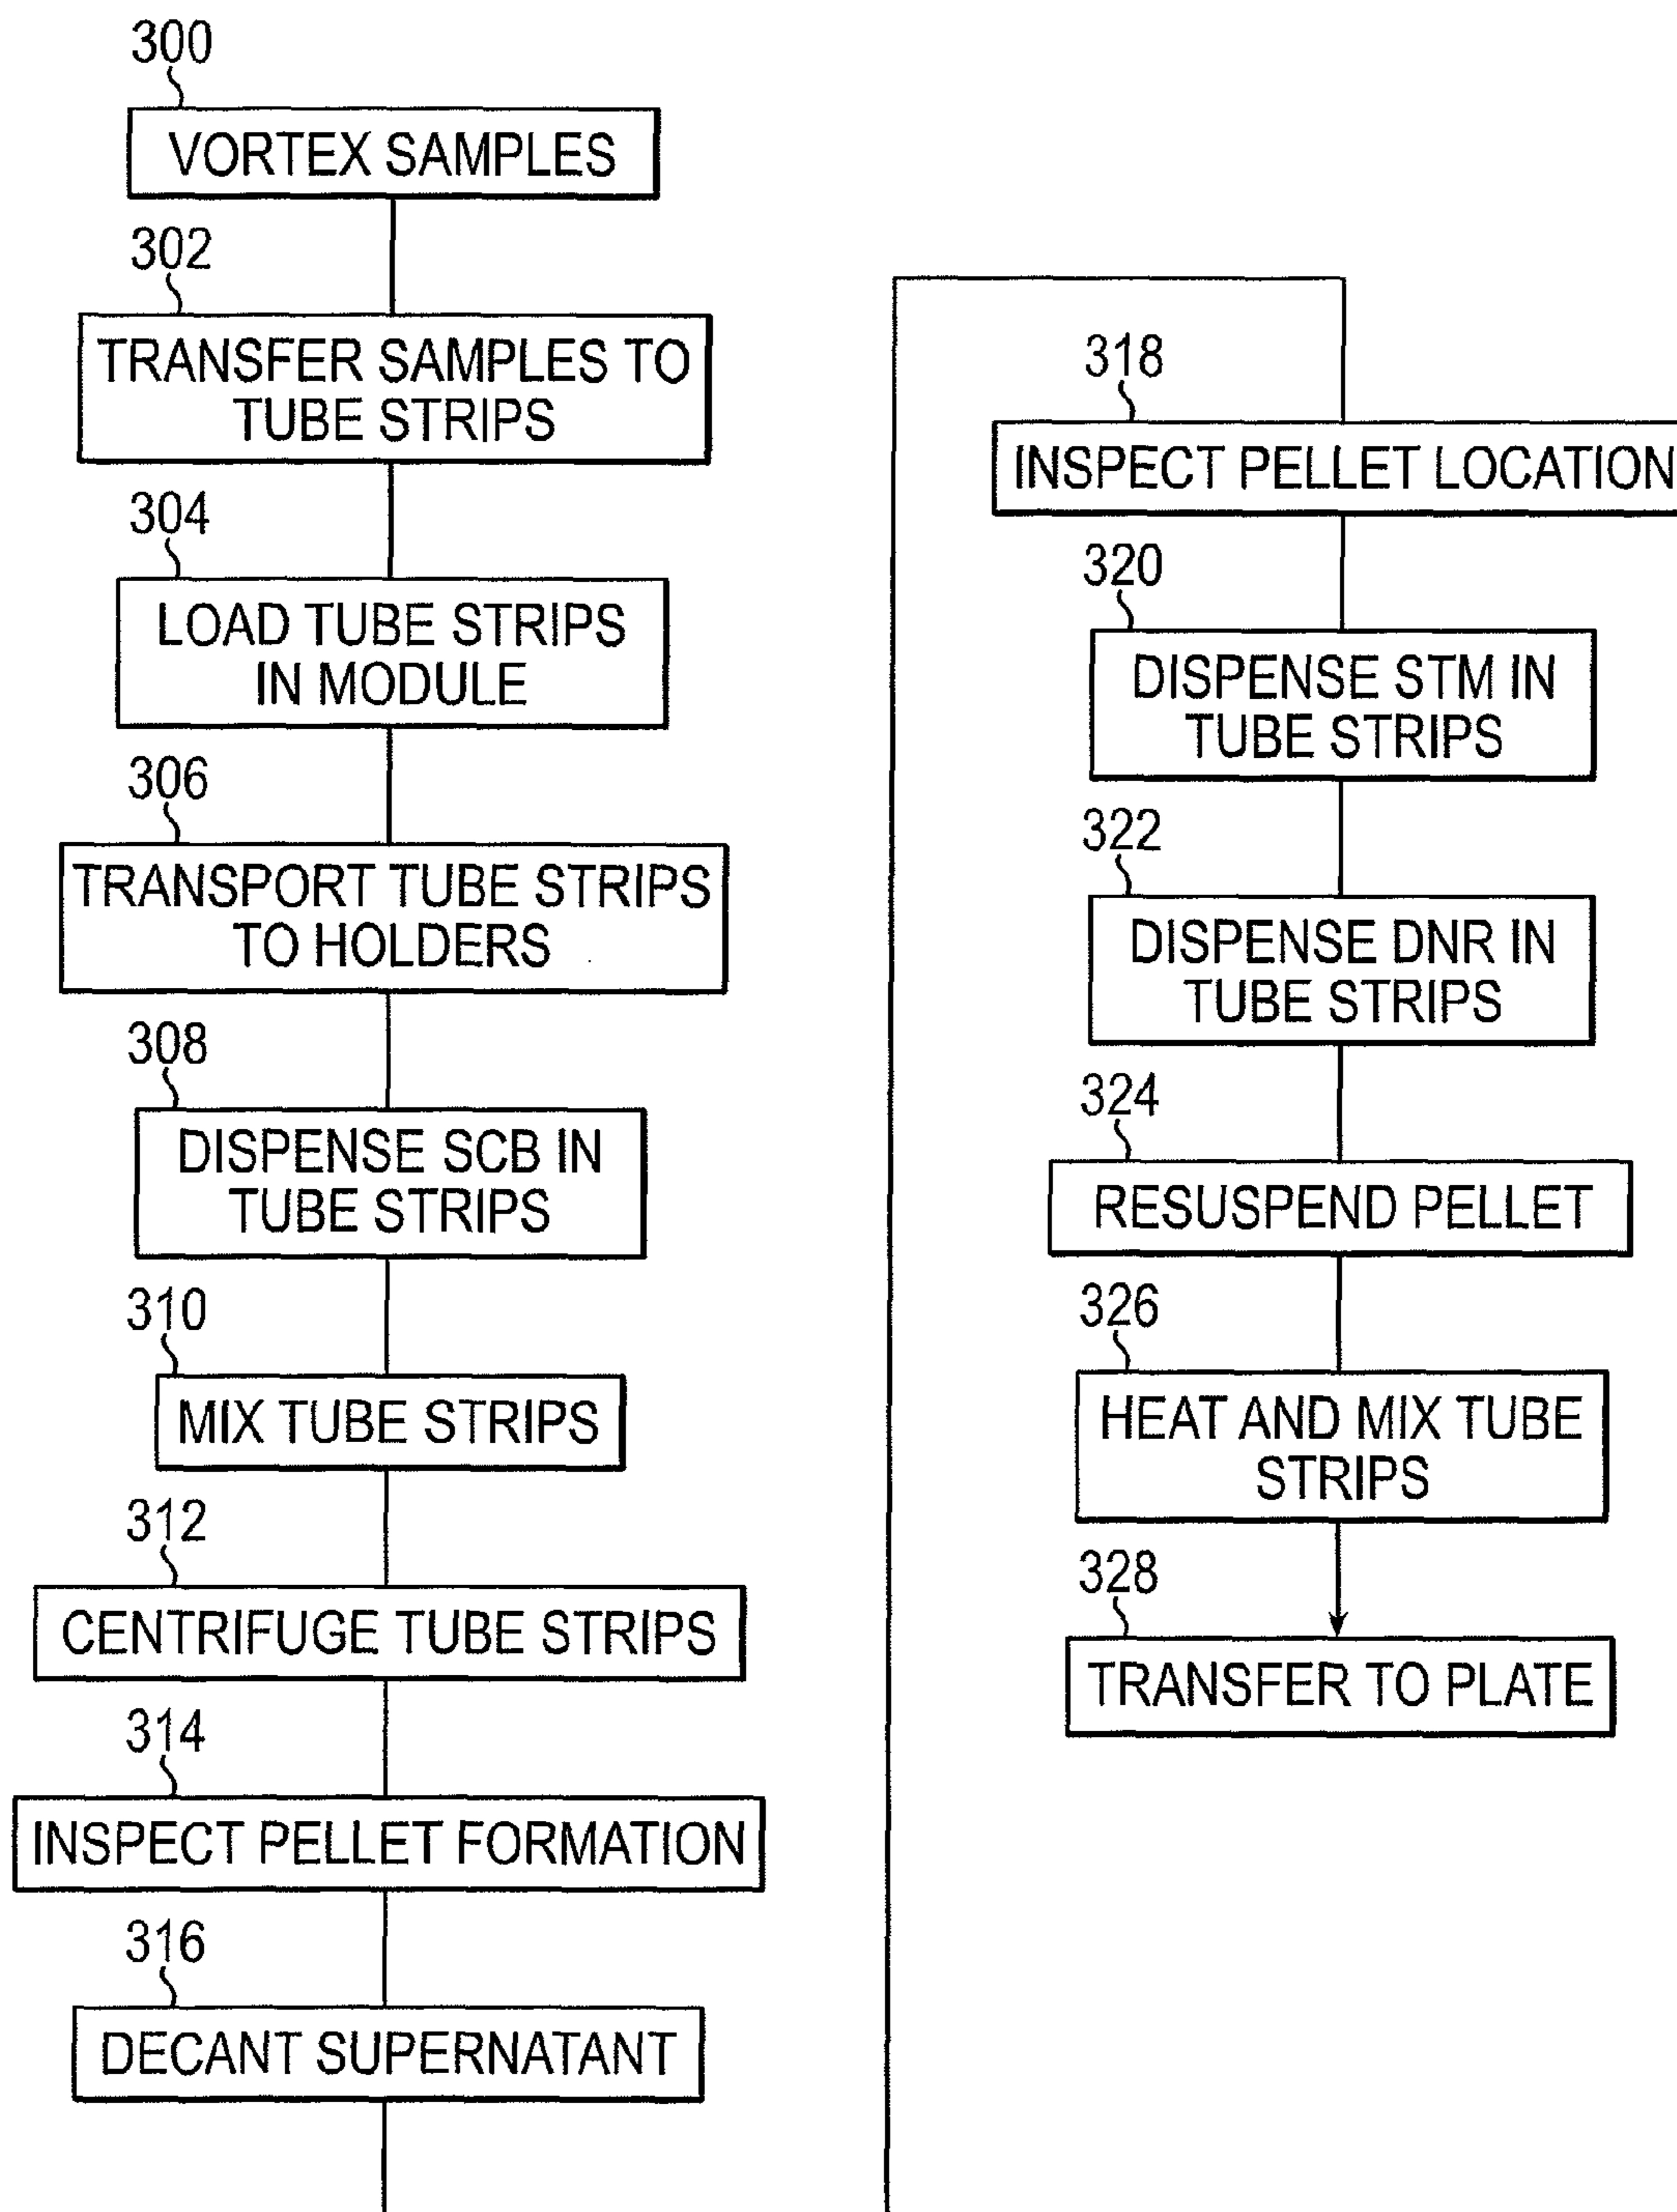 300
VORTEX SAMPLES
302
TRANSFER SAMPLES TO
TUBE STRIPS
304
LOAD TUBE STRIPS
IN MODULE
306
TRANSPORT TUBE STRIPS
TO HOLDERS
308
DISPENSE SCB IN
TUBE STRIPS
310
MIX TUBE STRIPS
312
CENTRIFUGE TUBE STRIPS
314
INSPECT PELLET FORMATION
316
DECANT SUPERNATANT
318
INSPECT PELLET LOCATION
320
DISPENSE STM IN
TUBE STRIPS
322
DISPENSE DNR IN
TUBE STRIPS
324
RESUSPEND PELLET
326
HEAT AND MIX TUBE
STRIPS
328
TRANSFER TO PLATE